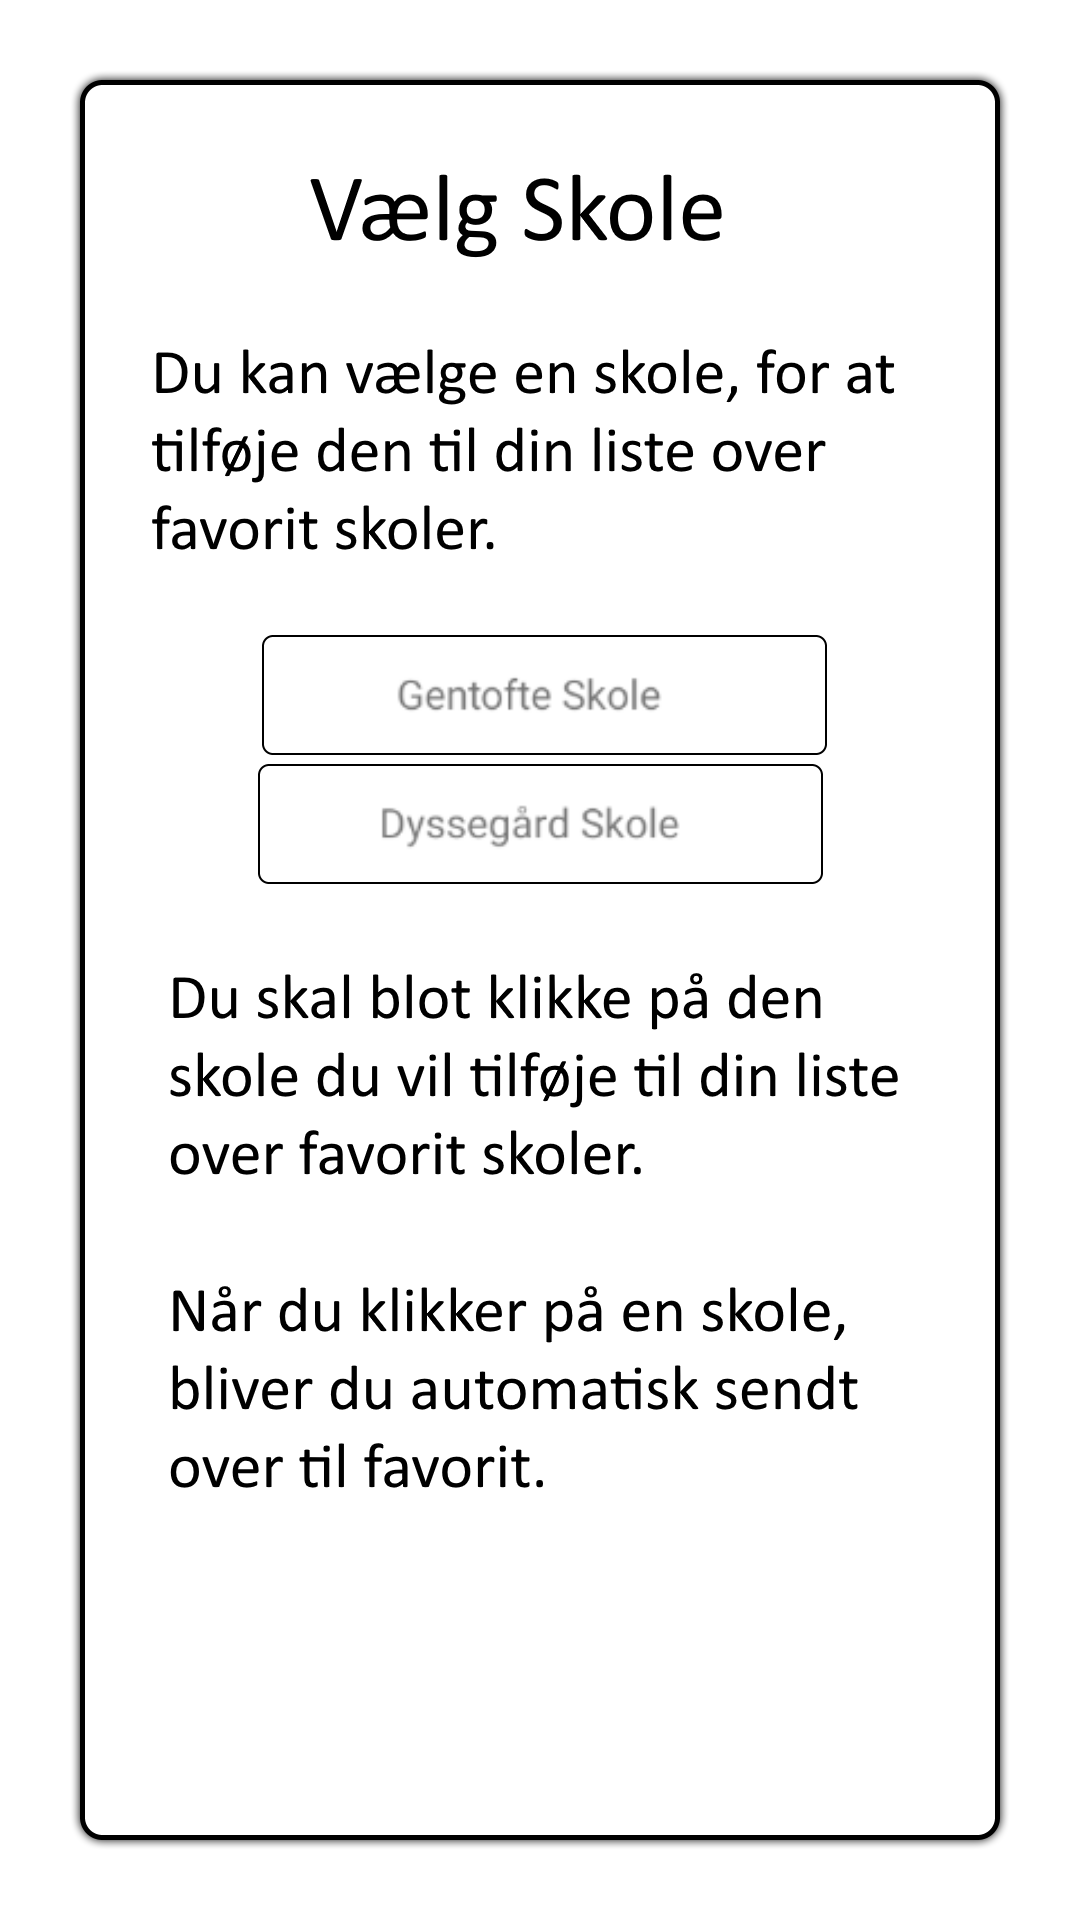 Vælg Skole
Du kan vælge en skole, for at
tilføje den til din liste over
favorit skoler.
Gentofte Skole
Dyssegård Skole
Du skal blot klikke på den
skole du vil tilføje til din liste
over favorit skoler.
Når du klikker på en skole,
bliver du automatisk sendt
over til favorit.